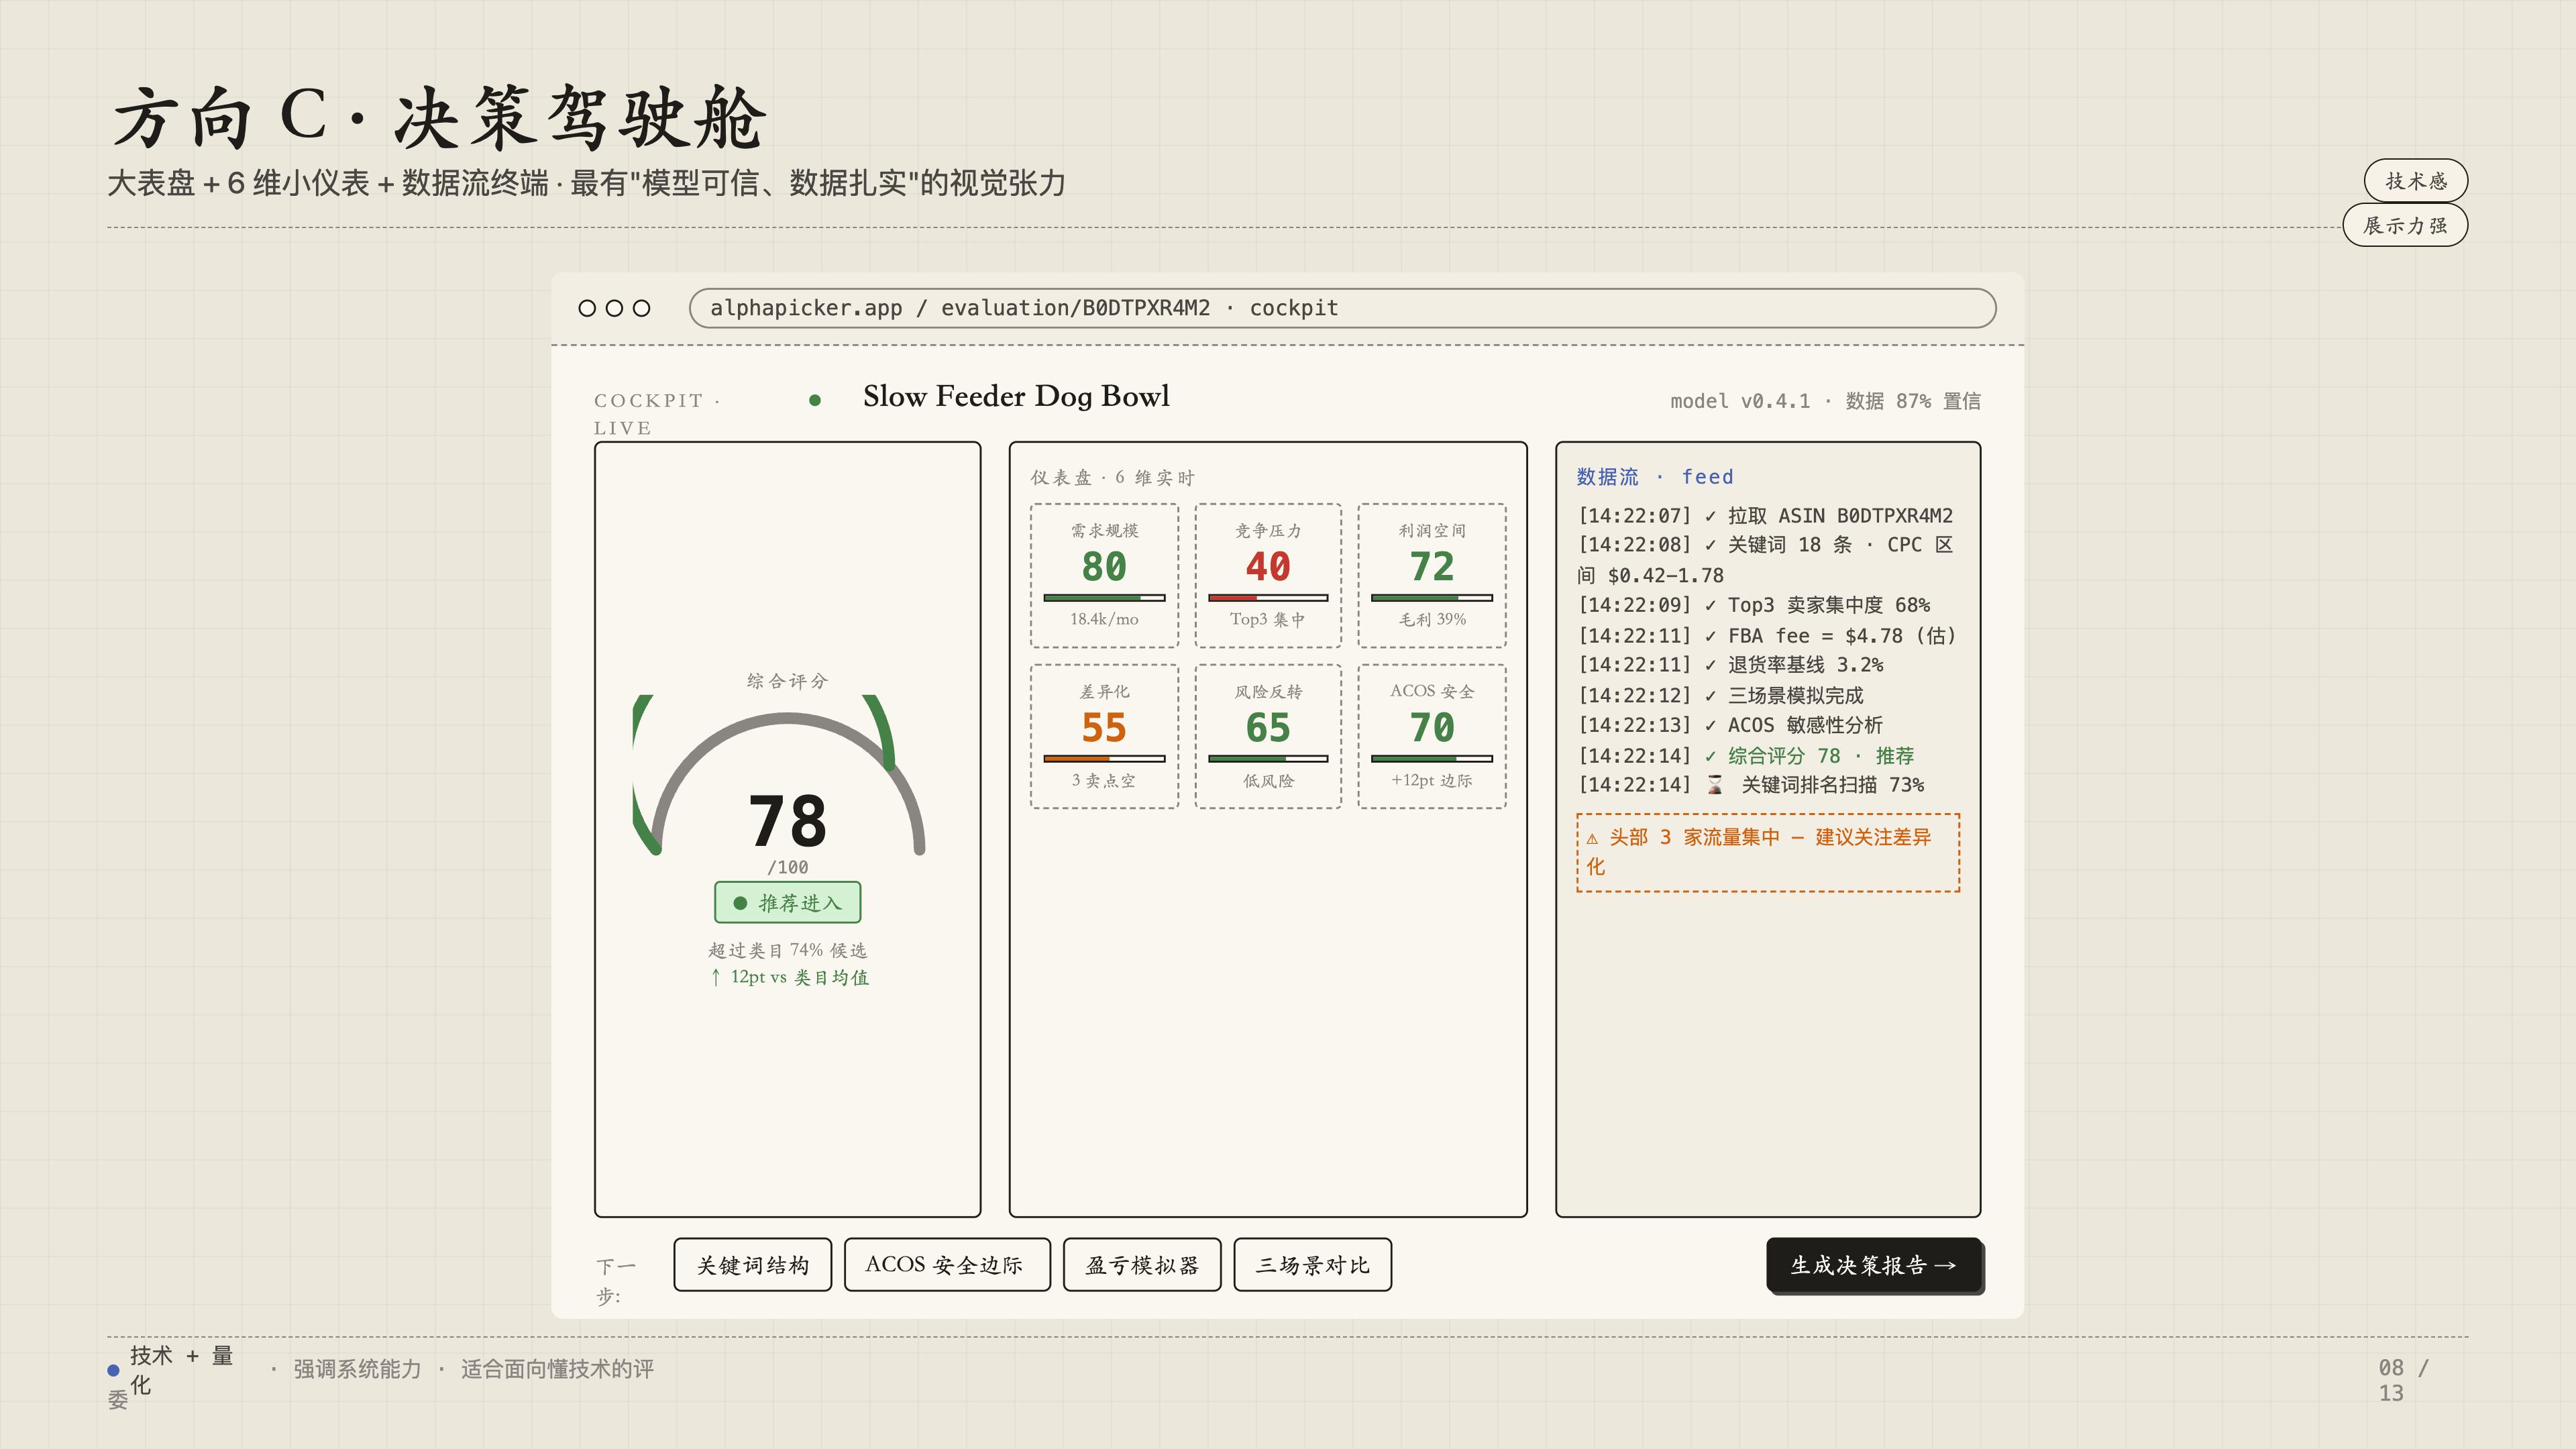 方向 C · 决策驾驶舱
大表盘 + 6 维小仪表 + 数据流终端 · 最有"模型可信、数据扎实"的视觉张力
技术感
展示力强
alphapicker.app / evaluation/B0DTPXR4M2 · cockpit
COCKPIT ·
LIVE
Slow Feeder Dog Bowl
model v0.4.1 · 数据 87% 置信
综合评分
78
/100
推荐进入
超过类目 74% 候选
↑ 12pt vs 类目均值
仪表盘 · 6 维实时
需求规模
80
18.4k/mo
竞争压力
40
Top3 集中
利润空间
72
毛利 39%
差异化
55
3 卖点空
风险反转
65
低风险
ACOS 安全
70
+12pt 边际
数据流 · feed
[14:22:07] ✓ 拉取 ASIN B0DTPXR4M2
[14:22:08] ✓ 关键词 18 条 · CPC 区
间 $0.42–1.78
[14:22:09] ✓ Top3 卖家集中度 68%
[14:22:11] ✓ FBA fee = $4.78 (估)
[14:22:11] ✓ 退货率基线 3.2%
[14:22:12] ✓ 三场景模拟完成
[14:22:13] ✓ ACOS 敏感性分析
[14:22:14] ✓ 综合评分 78 · 推荐
[14:22:14] ⌛ 关键词排名扫描 73%
⚠ 头部 3 家流量集中 — 建议关注差异
化
下一
步:
关键词结构
ACOS 安全边际
盈亏模拟器
三场景对比
生成决策报告 →
技术 + 量
化
· 强调系统能力 · 适合面向懂技术的评
委
08 /
13